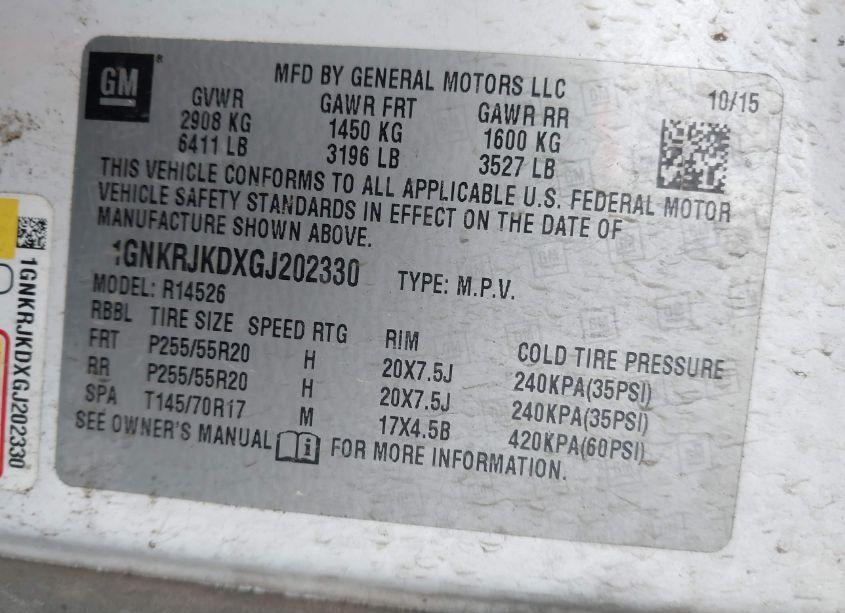 GM
MFD BY GENERAL MOTORS LLC
10/15
GVWR GAWR FRT GAWR RR
2908 KG 1450 KG 1600 KG
6411 LB 3196 LB 3527 LB
THIS VEHICLE CONFORMS TO ALL APPLICABLE U.S. FEDERAL MOTOR
VEHICLE SAFETY STANDARDS IN EFFECT ON THE DATE OF
MANUFACTURE SHOWN ABOVE.
1GNKRJKDXGJ202330 TYPE: M.P.V.
MODEL: R14526
RBBL TIRE SIZE SPEED RTG RIM COLD TIRE PRESSURE
FRT P255/55R20 H 20X7.5J 240KPA(35PSI)
RR P255/55R20 H 20X7.5J 240KPA(35PSI)
SPA T145/70R17 M 17X4.5B 420KPA(60PSI)
SEE OWNER'S MANUAL i FOR MORE INFORMATION.
1GNKRJKDXGJ202330